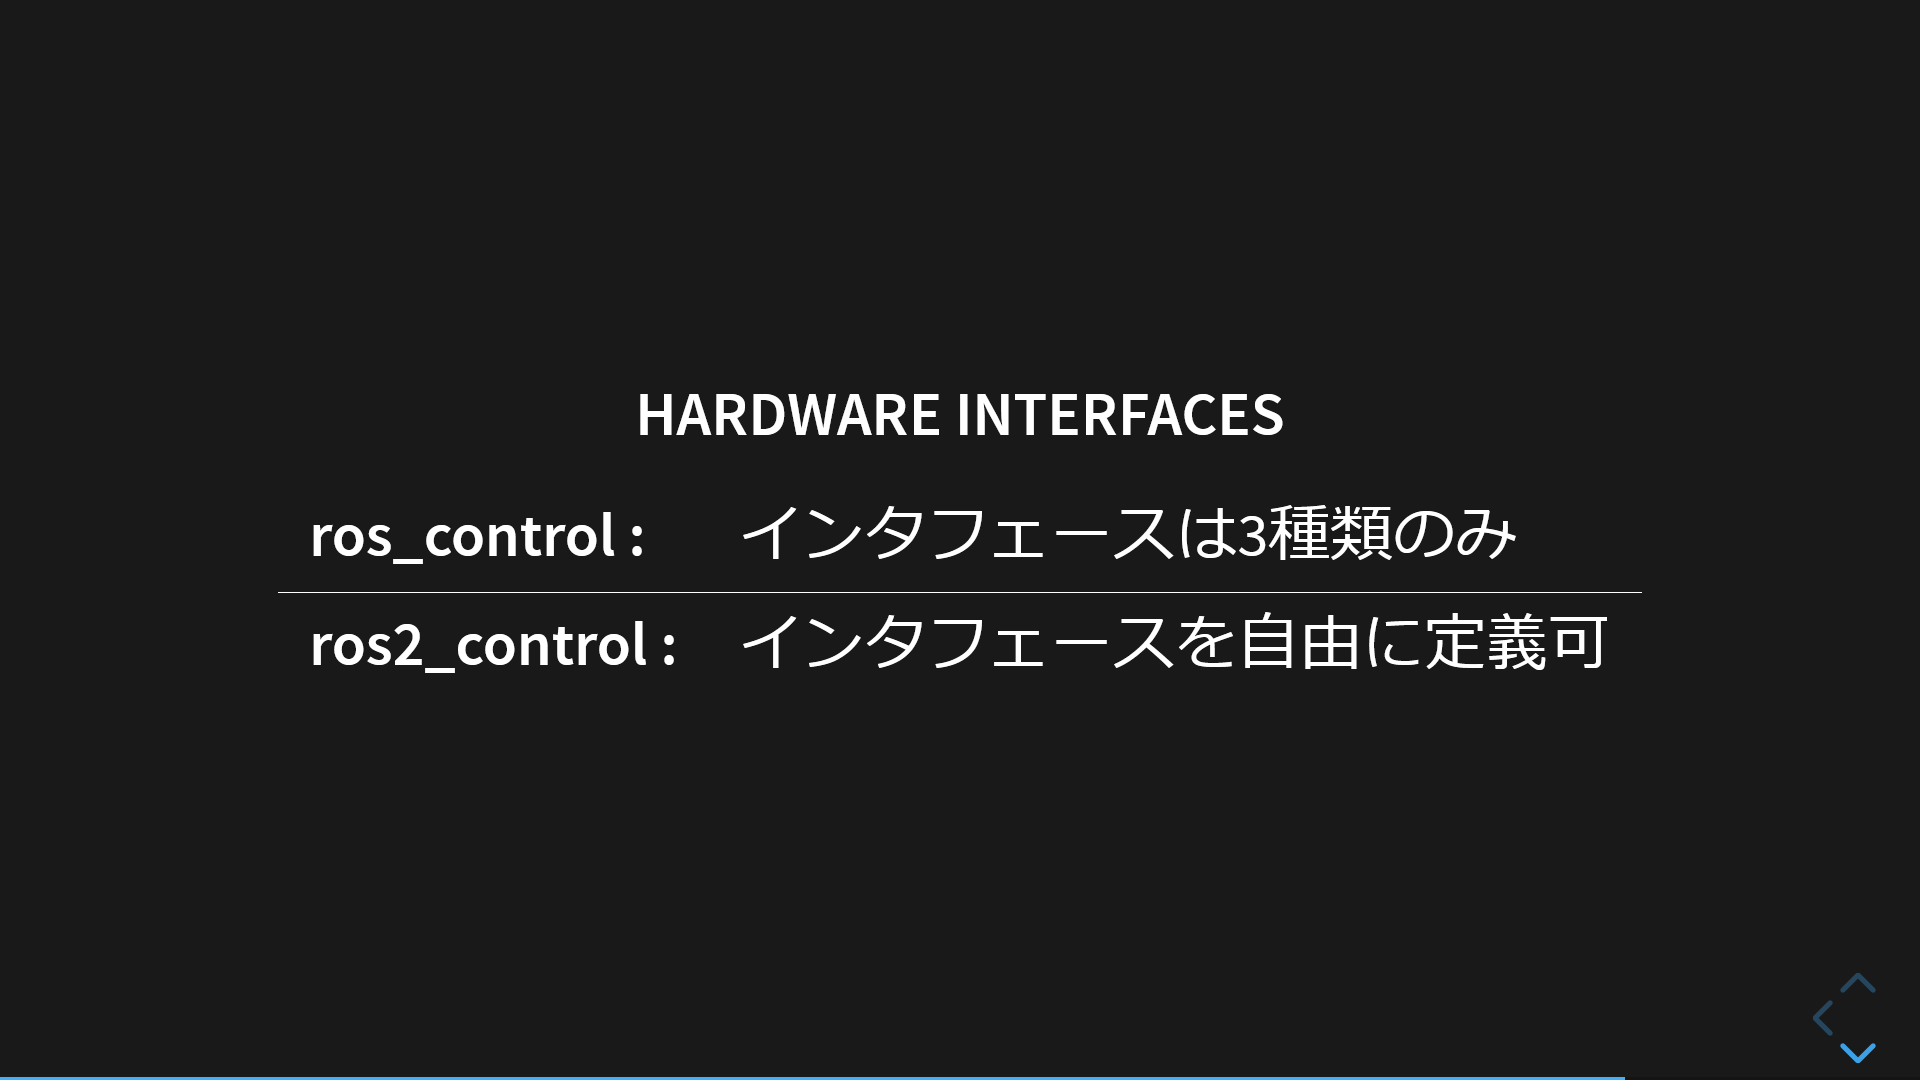 HARDWARE INTERFACES
ros_control : インタフェースは3種類のみ
ros2_control : インタフェースを自由に定義可